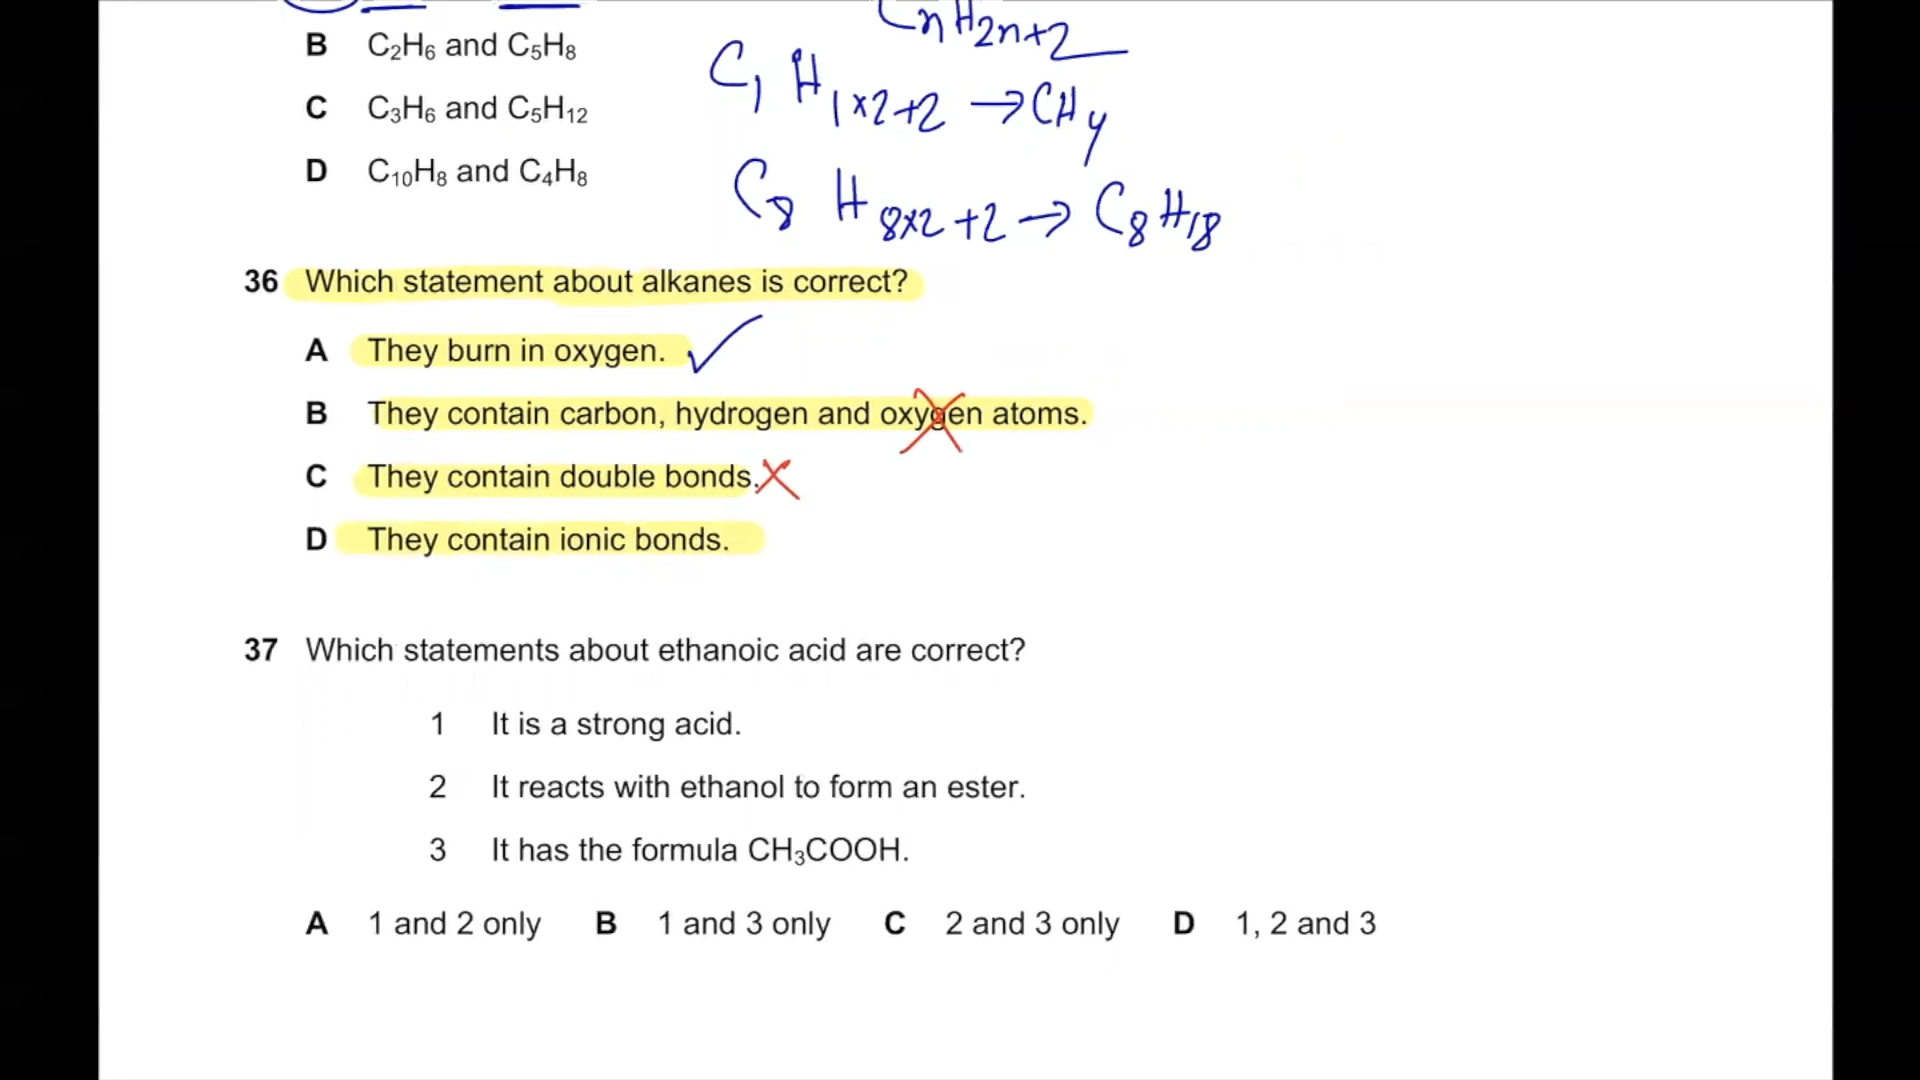 CnH2n+2
B C₂H₆ and C₅H₈
C₁ H₁ₓ₂₊₂ → CH₄
C C₃H₆ and C₅H₁₂
D C₁₀H₈ and C₄H₈
C₈ H₈ₓ₂₊₂ → C₈H₁₈
36 Which statement about alkanes is correct?
A They burn in oxygen.
B They contain carbon, hydrogen and oxygen atoms.
C They contain double bonds.
D They contain ionic bonds.
37 Which statements about ethanoic acid are correct?
1 It is a strong acid.
2 It reacts with ethanol to form an ester.
3 It has the formula CH₃COOH.
A 1 and 2 only B 1 and 3 only C 2 and 3 only D 1, 2 and 3